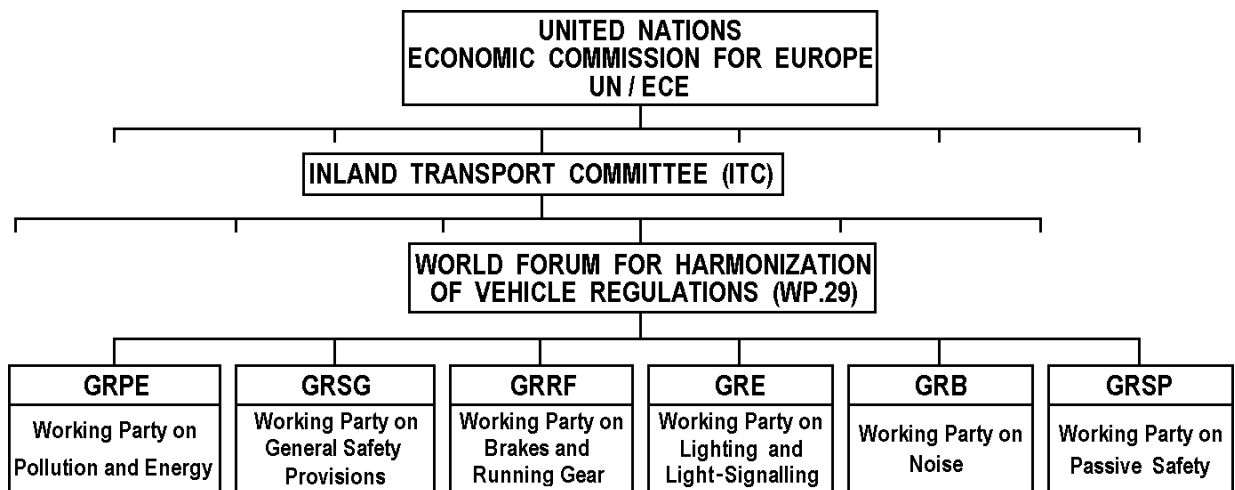 UNITED NATIONS
ECONOMIC COMMISSION FOR EUROPE
UN / ECE
INLAND TRANSPORT COMMITTEE (ITC)
WORLD FORUM FOR HARMONIZATION
OF VEHICLE REGULATIONS (WP.29)
GRPE
Working Party on
Pollution and Energy
GRSG
Working Party on
General Safety
Provisions
GRRF
Working Party on
Brakes and
Running Gear
GRE
Working Party on
Lighting and
Light-Signalling
GRB
Working Party on
Noise
GRSP
Working Party on
Passive Safety